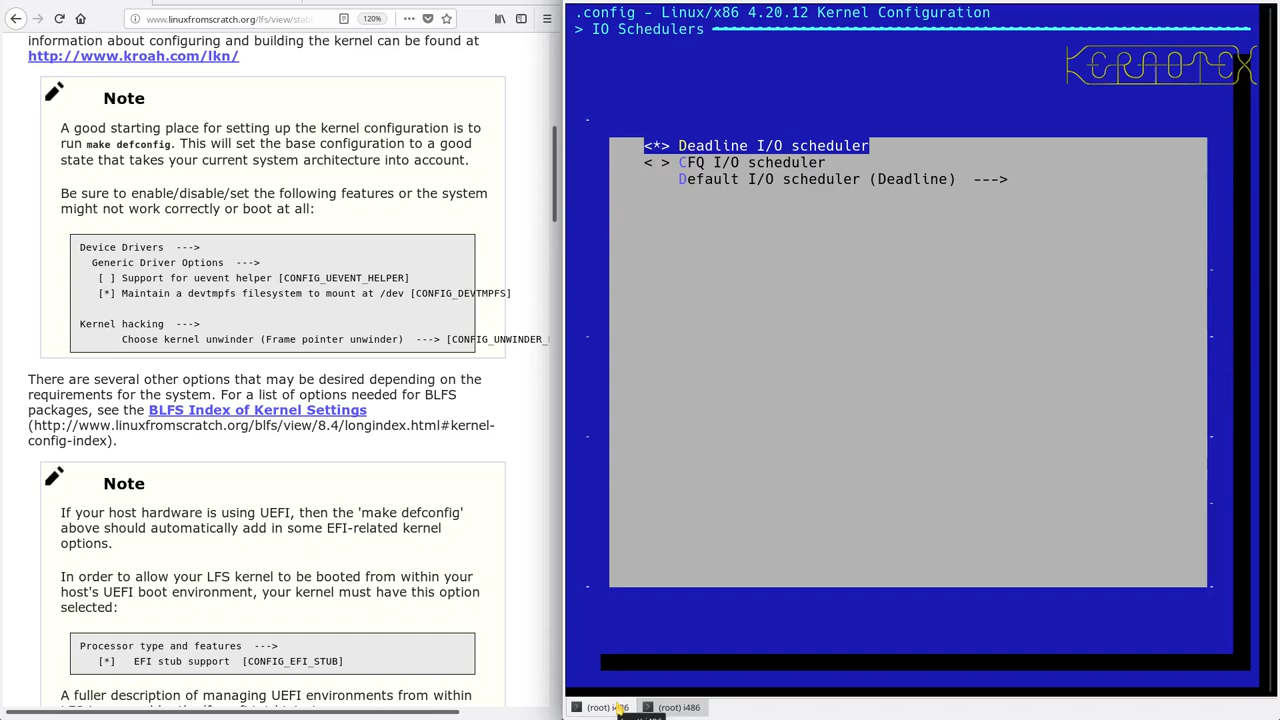 www.linuxfromscratch.org/lfs/view/stab
120%
information about configuring and building the kernel can be found at
http://www.kroah.com/lkn/
Note
A good starting place for setting up the kernel configuration is to
run make defconfig. This will set the base configuration to a good
state that takes your current system architecture into account.
Be sure to enable/disable/set the following features or the system
might not work correctly or boot at all:
Device Drivers  --->
Generic Driver Options  --->
[ ] Support for uevent helper [CONFIG_UEVENT_HELPER]
[*] Maintain a devtmpfs filesystem to mount at /dev [CONFIG_DEVTMPFS]
Kernel hacking  --->
Choose kernel unwinder (Frame pointer unwinder)  ---> [CONFIG_UNWINDER_
There are several other options that may be desired depending on the
requirements for the system. For a list of options needed for BLFS
packages, see the BLFS Index of Kernel Settings
(http://www.linuxfromscratch.org/blfs/view/8.4/longindex.html#kernel-
config-index).
Note
If your host hardware is using UEFI, then the 'make defconfig'
above should automatically add in some EFI-related kernel
options.
In order to allow your LFS kernel to be booted from within your
host's UEFI boot environment, your kernel must have this option
selected:
Processor type and features  --->
[*]   EFI stub support  [CONFIG_EFI_STUB]
A fuller description of managing UEFI environments from within
.config - Linux/x86 4.20.12 Kernel Configuration
> IO Schedulers
<*> Deadline I/O scheduler
< > CFQ I/O scheduler
Default I/O scheduler (Deadline)  --->
(root) i486
(root) i486